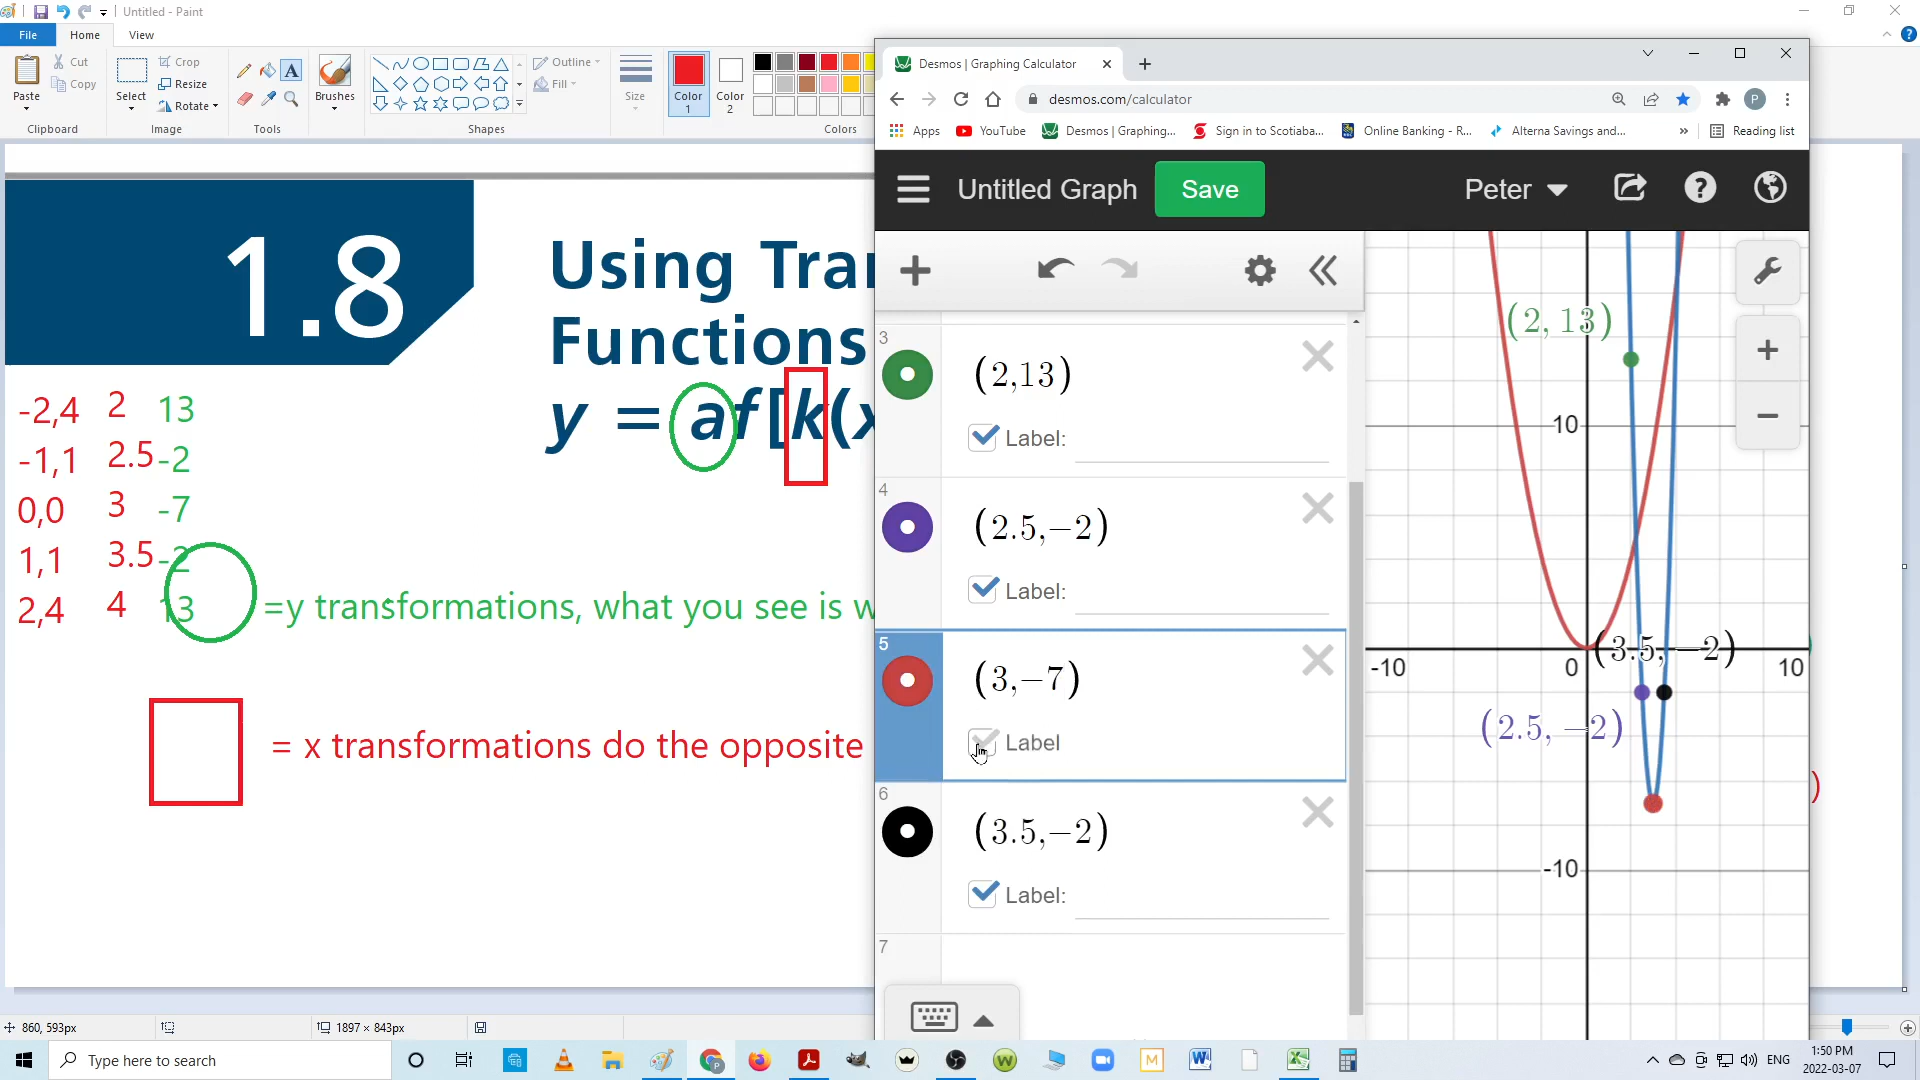 Untitled - Paint
File
Home
View
Paste
Cut
Copy
Clipboard
Select
Crop
Resize
Rotate
Image
Tools
Brushes
Shapes
Outline
Fill
Size
Color 1
Color 2
Colors
1.8
Using Tra
Functions
y = af[k(x
-2,4 2 13
-1,1 2.5 -2
0,0 3 -7
1,1 3.5 -2
2,4 4 13
=y transformations, what you see is w
= x transformations do the opposite
)
860, 593px
1897 × 843px
Desmos | Graphing Calculator
desmos.com/calculator
P
Apps
YouTube
Desmos | Graphing...
Sign in to Scotiaba...
Online Banking - R...
Alterna Savings and...
»
Reading list
Untitled Graph
Save
Peter
3
(2,13)
Label:
4
(2.5,−2)
Label:
5
(3,−7)
Label
6
(3.5,−2)
Label:
7
(2, 13)
10
(3.5, −2)
-10
0
10
(2.5, −2)
-10
Type here to search
ENG
1:50 PM
2022-03-07